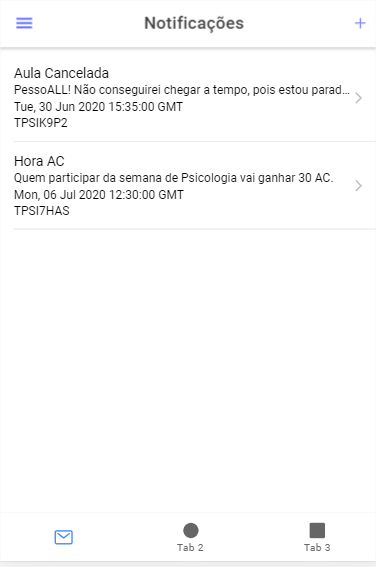 Notificações
Aula Cancelada
PessoALL! Não conseguirei chegar a tempo, pois estou parad...
Tue, 30 Jun 2020 15:35:00 GMT
TPSIK9P2
Hora AC
Quem participar da semana de Psicologia vai ganhar 30 AC.
Mon, 06 Jul 2020 12:30:00 GMT
TPSI7HAS
Tab 2
Tab 3